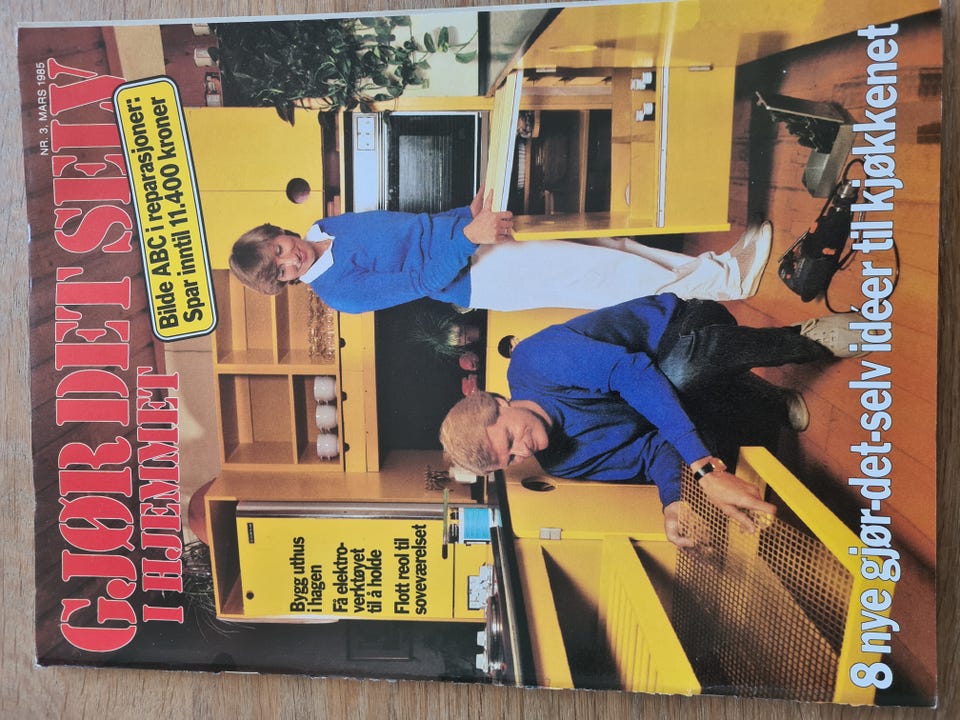 NR. 3. MARS 1985
GJØR DET SELV
I HJEMMET
Bilde ABC i reparasjoner:
Spar inntil 11.400 kroner
Bygg uthus
i hagen
Få elektro-
verktøyet
til å holde
Flott reol til
soveværelset
8 nye gjør-det-selv idéer til kjøkkenet